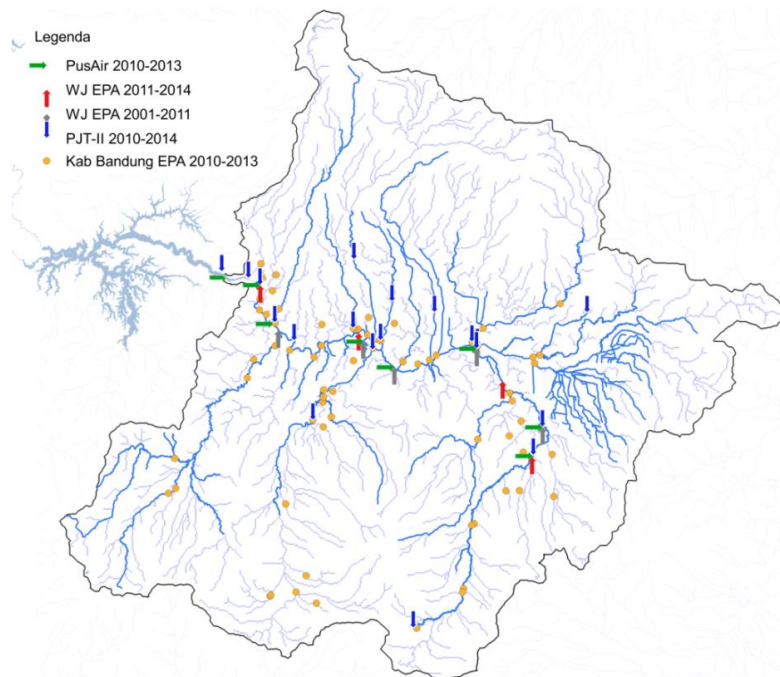 Legenda
PusAir 2010-2013
WJ EPA 2011-2014
WJ EPA 2001-2011
PJT-II 2010-2014
Kab Bandung EPA 2010-2013